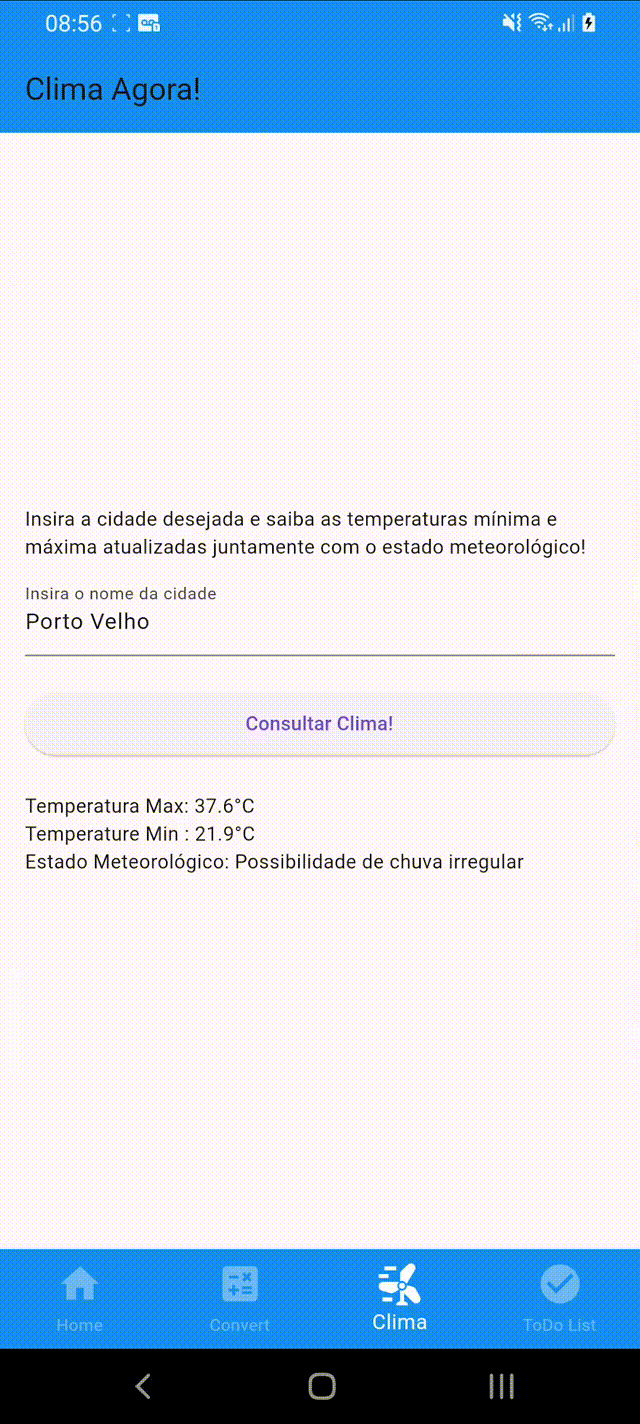 08:56
Clima Agora!
Insira a cidade desejada e saiba as temperaturas mínima e
máxima atualizadas juntamente com o estado meteorológico!
Insira o nome da cidade
Porto Velho
Consultar Clima!
Temperatura Max: 37.6°C
Temperature Min : 21.9°C
Estado Meteorológico: Possibilidade de chuva irregular
Home
Convert
Clima
ToDo List